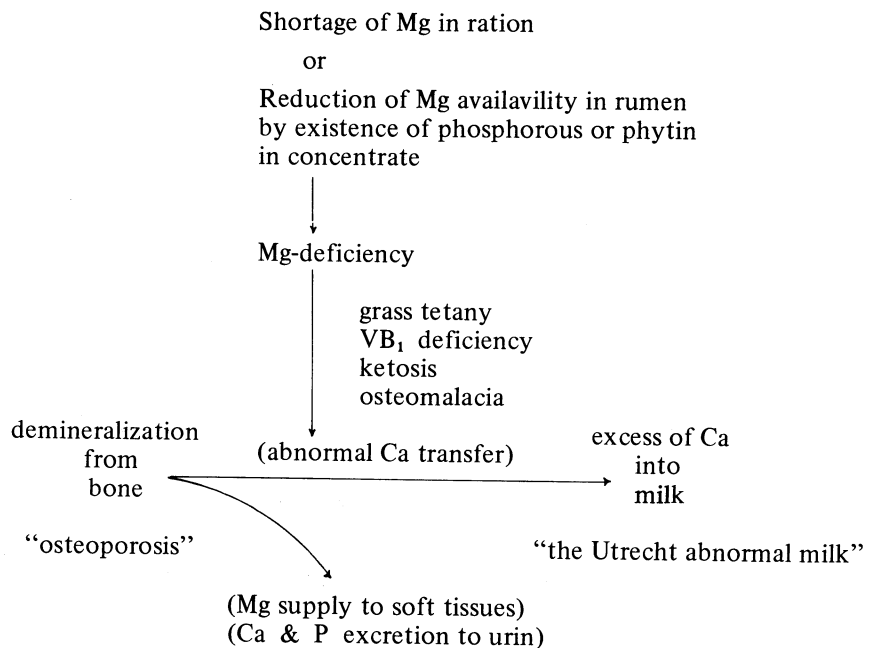 Shortage of Mg in ration
or
Reduction of Mg availavility in rumen
by existence of phosphorous or phytin
in concentrate
Mg-deficiency
grass tetany
VB₁ deficiency
ketosis
osteomalacia
demineralization
from
bone
(abnormal Ca transfer)
excess of Ca
into
milk
“osteoporosis”
“the Utrecht abnormal milk”
(Mg supply to soft tissues)
(Ca & P excretion to urin)